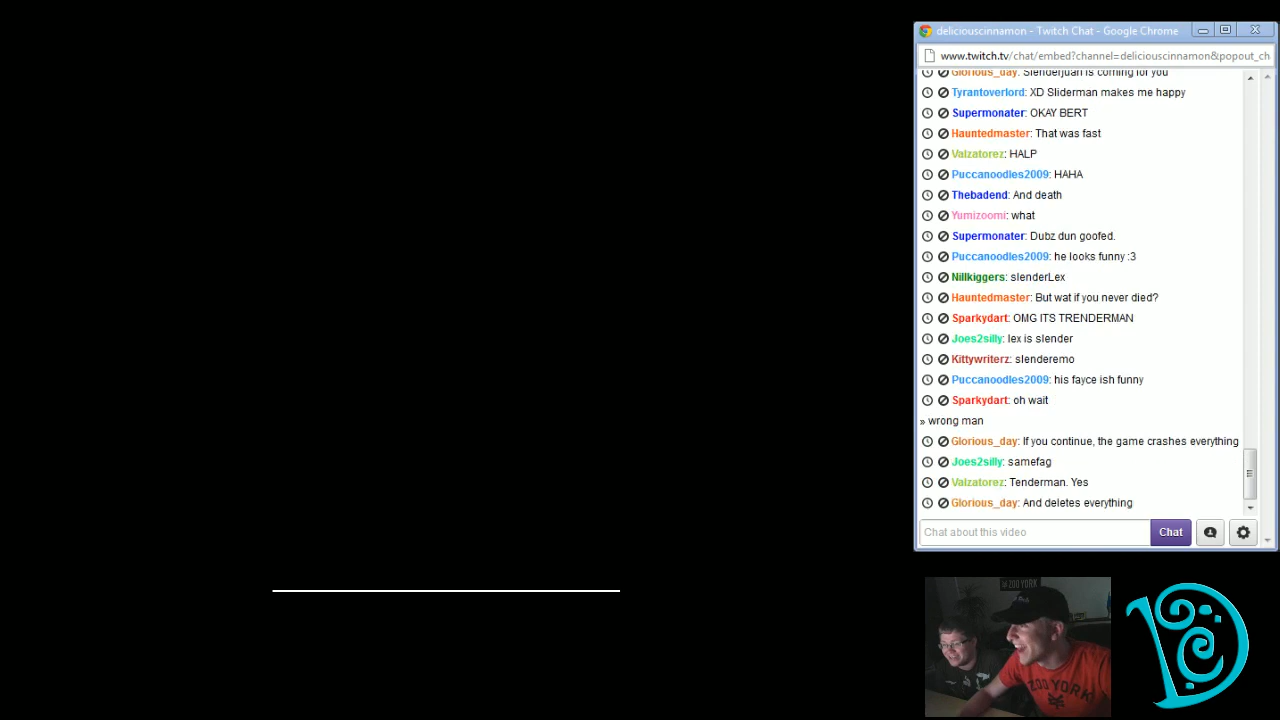 deliciouscinnamon - Twitch Chat - Google Chrome
www.twitch.tv/chat/embed?channel=deliciouscinnamon&popout_ch
Glorious_day: Slenderjuan is coming for you
Tyrantoverlord: XD Sliderman makes me happy
Supermonater: OKAY BERT
Hauntedmaster: That was fast
Valzatorez: HALP
Puccanoodles2009: HAHA
Thebadend: And death
Yumizoomi: what
Supermonater: Dubz dun goofed.
Puccanoodles2009: he looks funny :3
Nillkiggers: slenderLex
Hauntedmaster: But wat if you never died?
Sparkydart: OMG ITS TRENDERMAN
Joes2silly: lex is slender
Kittywriterz: slenderemo
Puccanoodles2009: his fayce ish funny
Sparkydart: oh wait
» wrong man
Glorious_day: If you continue, the game crashes everything
Joes2silly: samefag
Valzatorez: Tenderman. Yes
Glorious_day: And deletes everything
Chat about this video
Chat
ZOO YORK
ZOO YORK